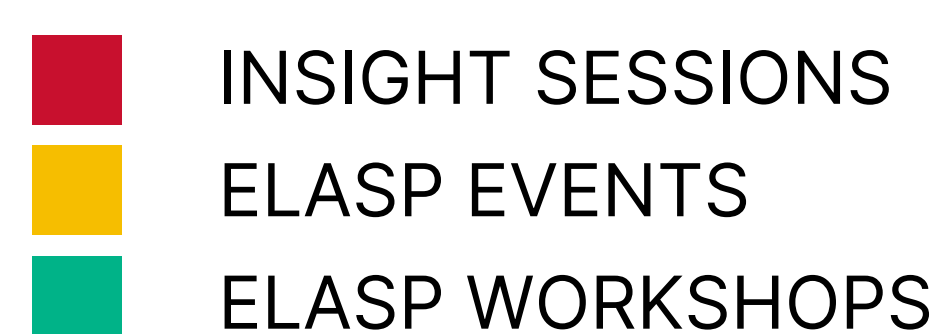 INSIGHT SESSIONS
ELASP EVENTS
ELASP WORKSHOPS